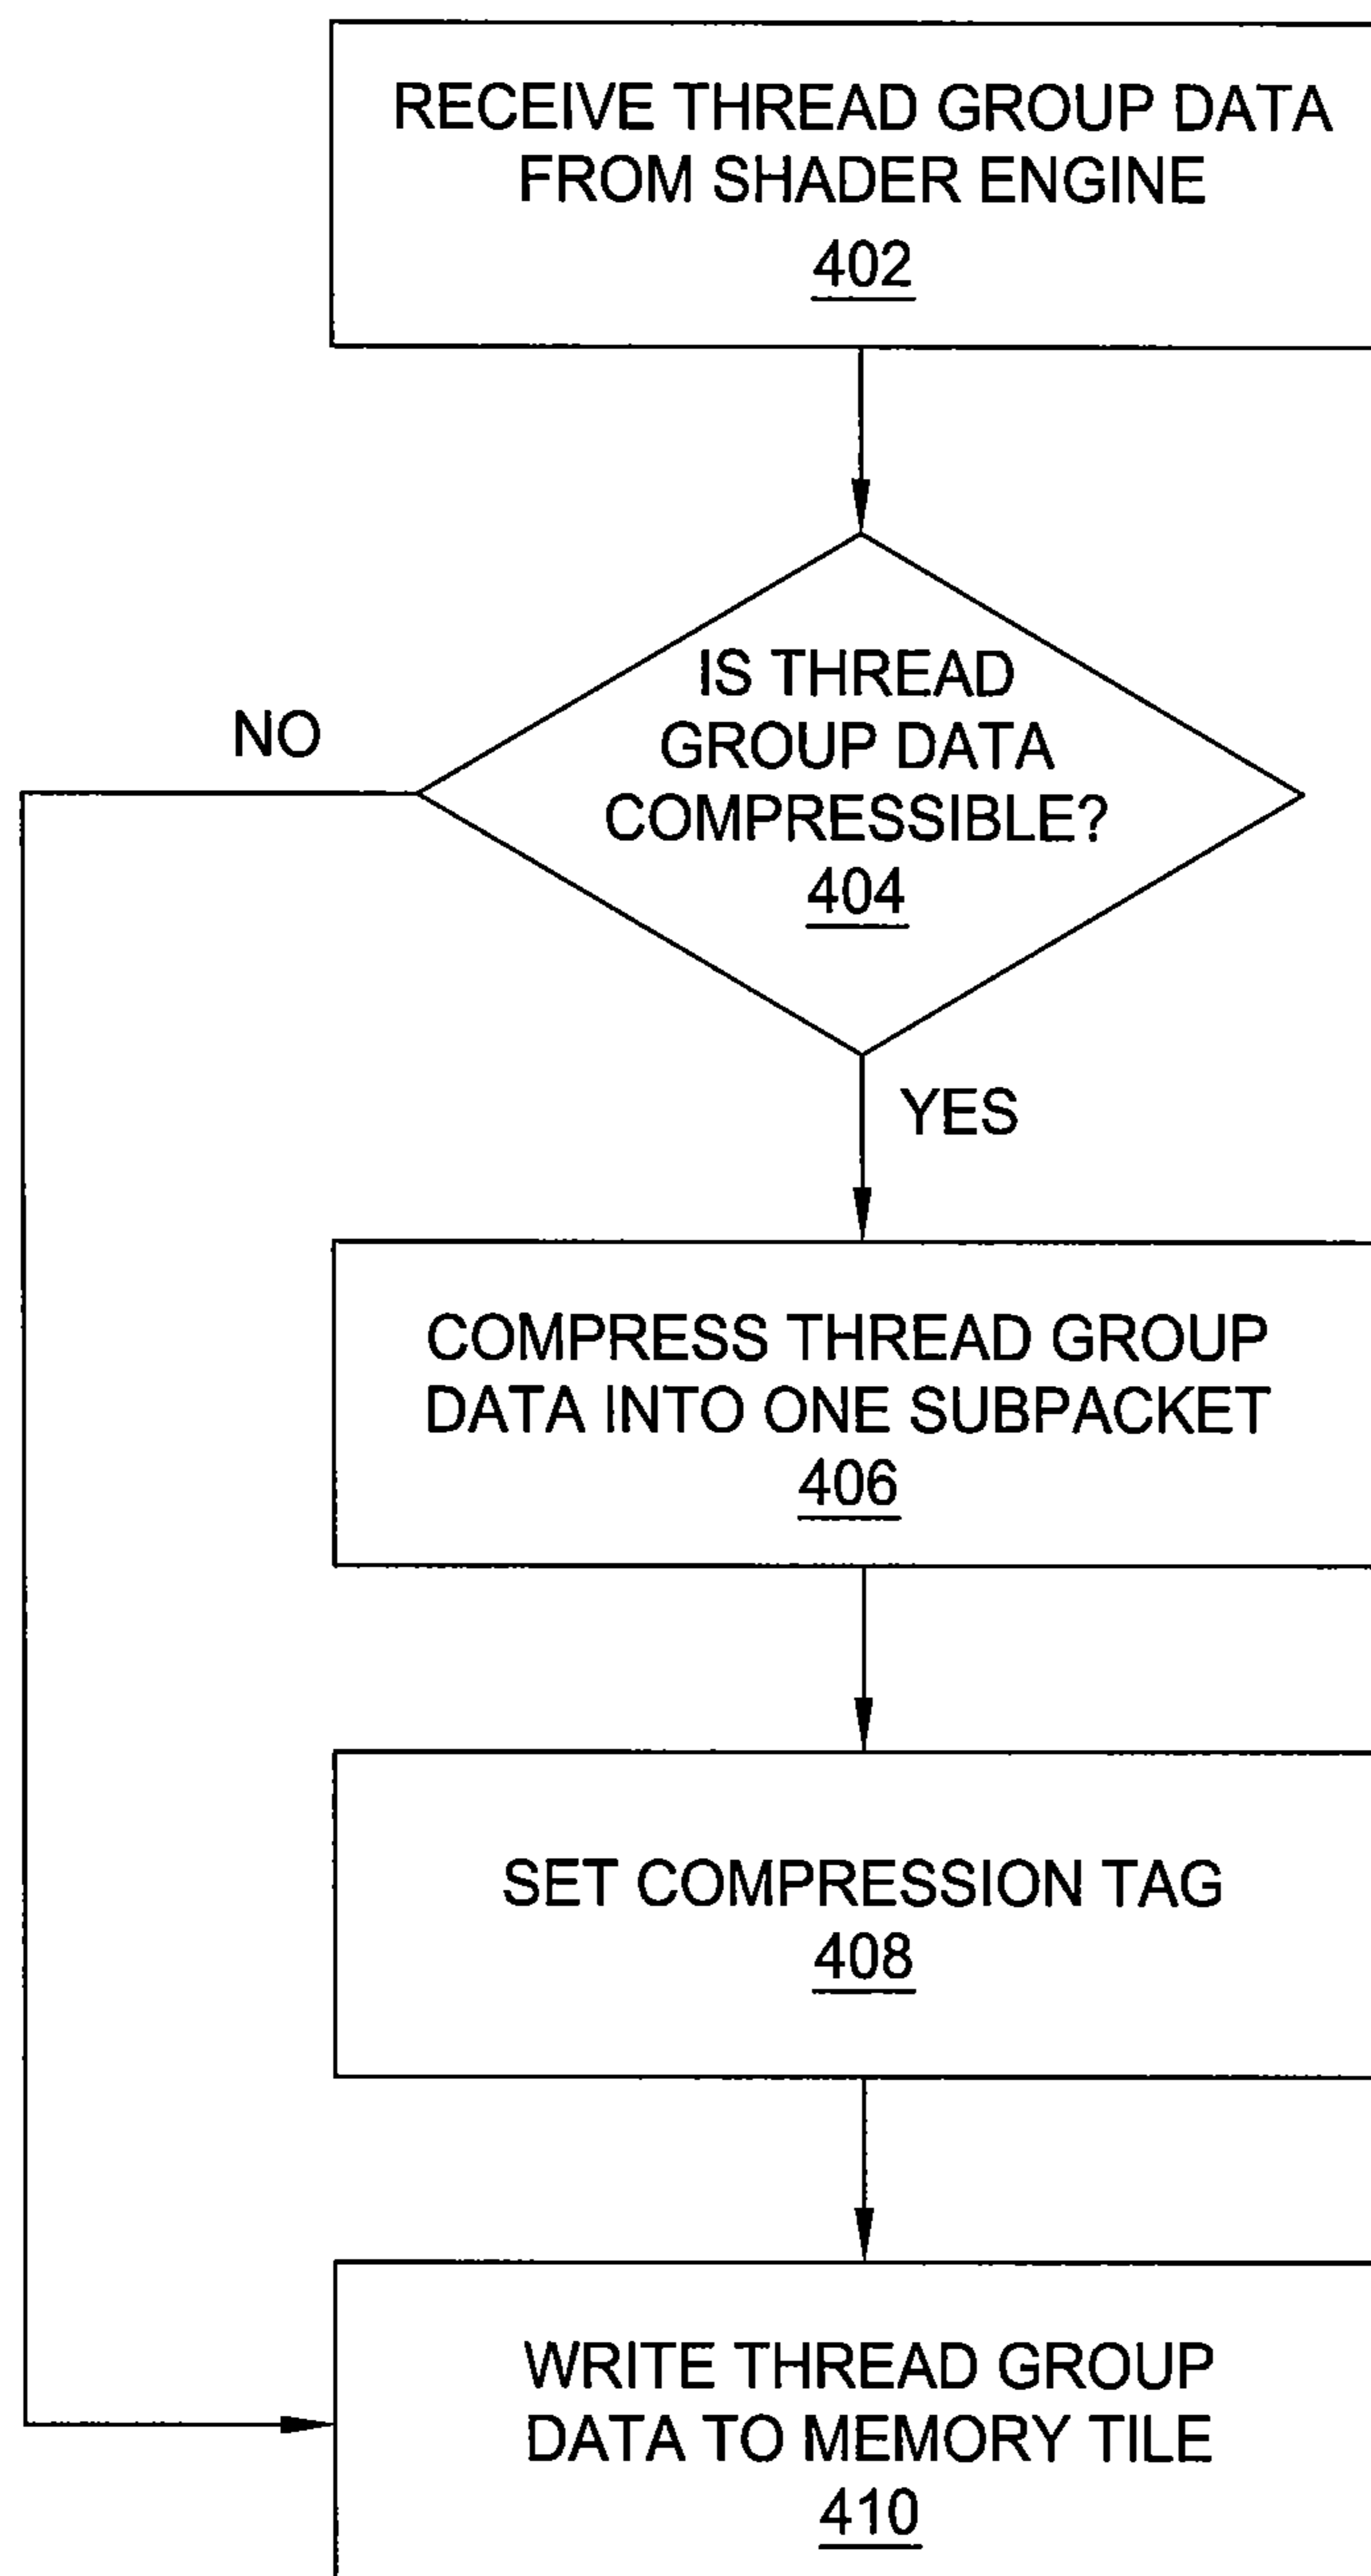 RECEIVE THREAD GROUP DATA
FROM SHADER ENGINE
402
IS THREAD
GROUP DATA
COMPRESSIBLE?
404
NO
YES
COMPRESS THREAD GROUP
DATA INTO ONE SUBPACKET
406
SET COMPRESSION TAG
408
WRITE THREAD GROUP
DATA TO MEMORY TILE
410